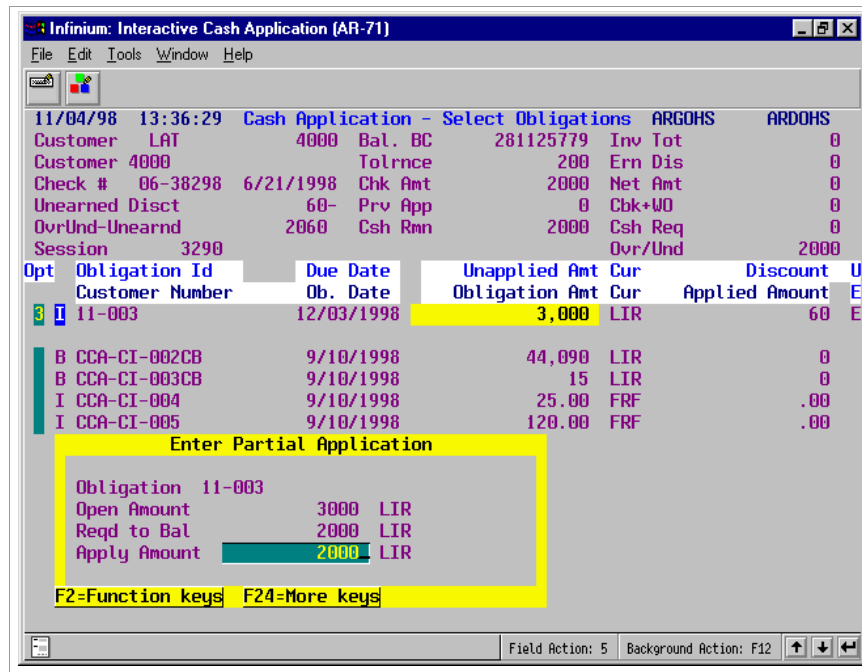 Infinium: Interactive Cash Application (AR-71)
File Edit Tools Window Help
11/04/98 13:36:29 Cash Application - Select Obligations ARGOHS ARDOHS
Customer LAT 4000 Bal. BC 281125779 Inv Tot 0
Customer 4000 Tolrnce 200 Ern Dis 0
Check # 06-38298 6/21/1998 Chk Amt 2000 Net Amt 0
Unearned Disct 60- Prv App 0 Cbk+WO 0
OvrUnd-Unearnd 2060 Csh Rmn 2000 Csh Req 0
Session 3290 Ovr/Und 2000
Opt Obligation Id Due Date Unapplied Amt Cur Discount U
Customer Number Ob. Date Obligation Amt Cur Applied Amount E
3 I 11-003 12/03/1998 3,000 LIR 60 E
B CCA-CI-002CB 9/10/1998 44,090 LIR 0
B CCA-CI-003CB 9/10/1998 15 LIR 0
I CCA-CI-004 9/10/1998 25.00 FRF .00
I CCA-CI-005 9/10/1998 120.00 FRF .00
Enter Partial Application
Obligation 11-003
Open Amount 3000 LIR
Reqd to Bal 2000 LIR
Apply Amount 2000 LIR
F2=Function keys F24=More keys
Field Action: 5 Background Action: F12